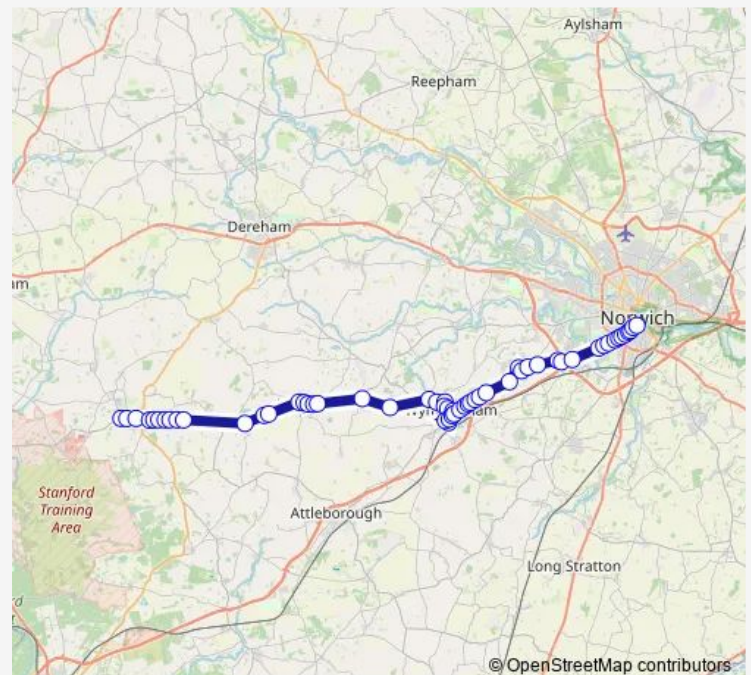 Aylsham
Reepham
Dereham
Norwich
Stanford
Training
Area
Attleborough
Long Stratton
© OpenStreetMap contributors